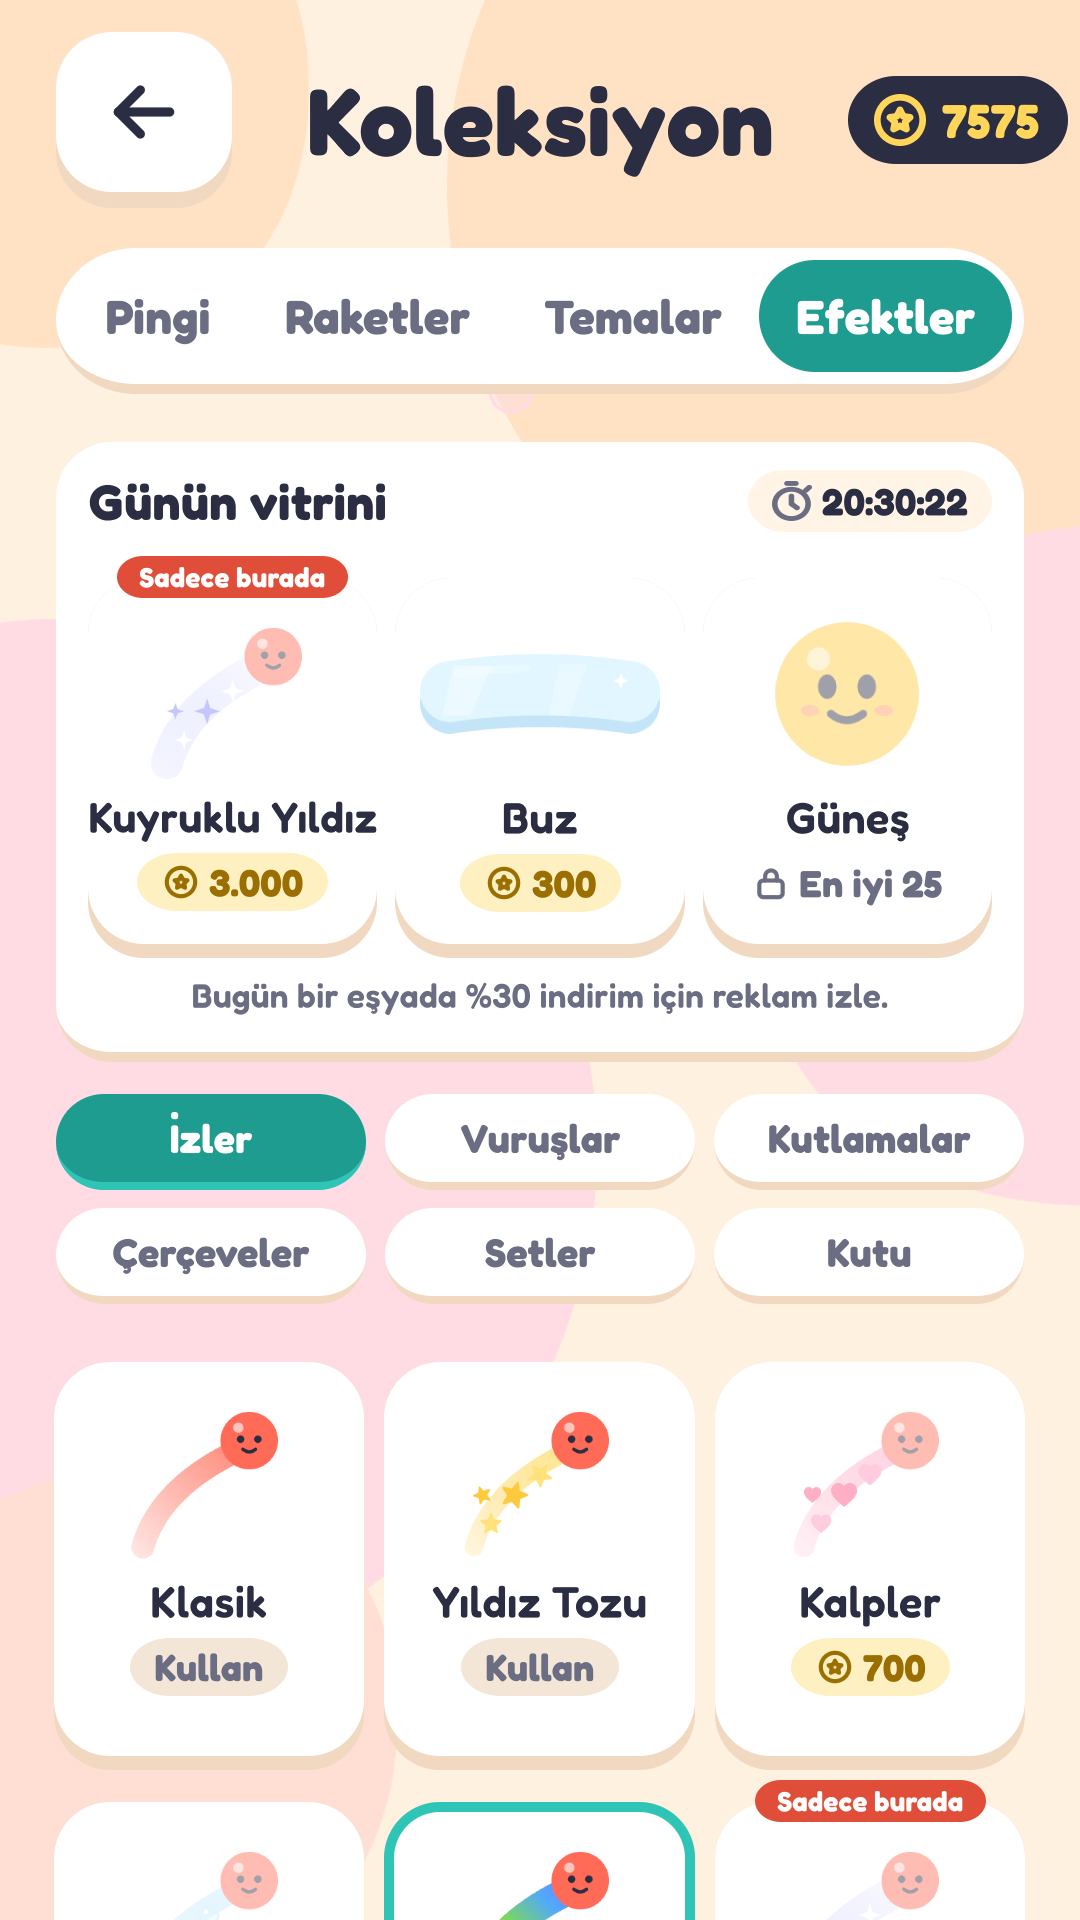 Koleksiyon
7575
Pingi
Raketler
Temalar
Efektler
Günün vitrini
20:30:22
Sadece burada
Kuyruklu Yıldız
Buz
Güneş
3.000
300
En iyi 25
Bugün bir eşyada %30 indirim için reklam izle.
İzler
Vuruşlar
Kutlamalar
Çerçeveler
Setler
Kutu
Klasik
Yıldız Tozu
Kalpler
Kullan
Kullan
700
Sadece burada